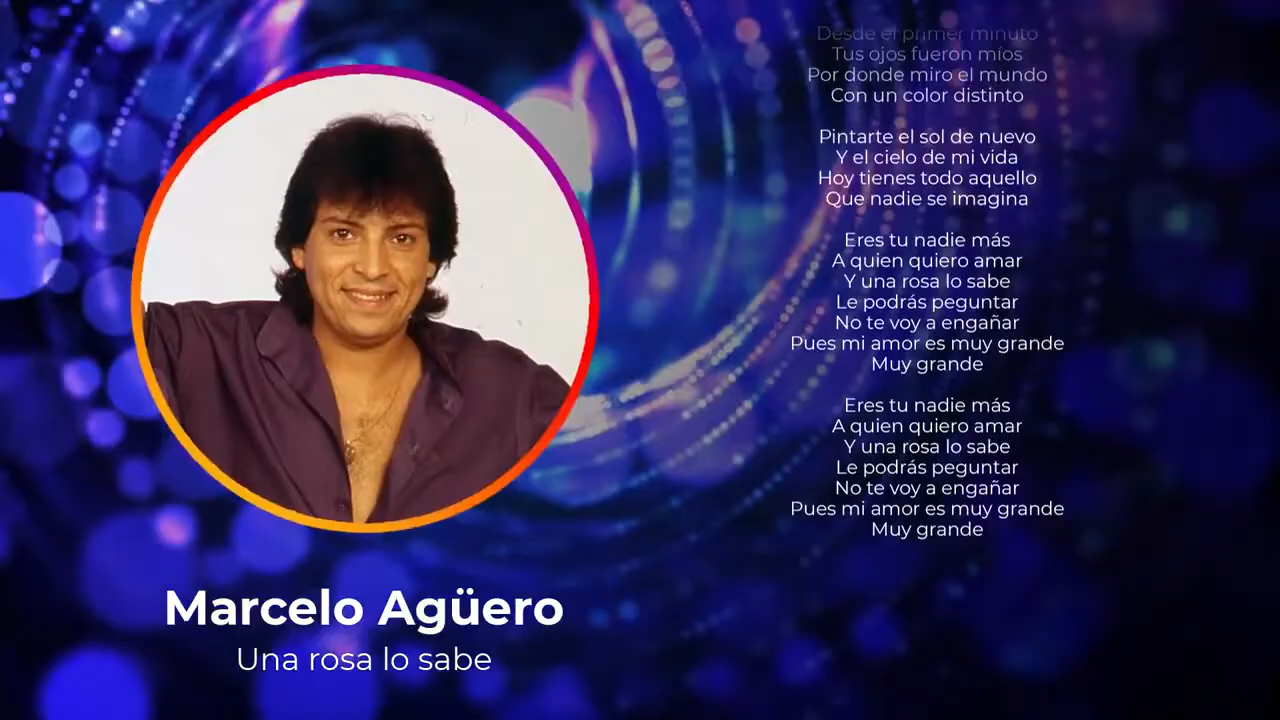 Desde el primer minuto
Tus ojos fueron míos
Por donde miro el mundo
Con un color distinto
Pintarte el sol de nuevo
Y el cielo de mi vida
Hoy tienes todo aquello
Que nadie se imagina
Eres tu nadie más
A quien quiero amar
Y una rosa lo sabe
Le podrás peguntar
No te voy a engañar
Pues mi amor es muy grande
Muy grande
Eres tu nadie más
A quien quiero amar
Y una rosa lo sabe
Le podrás peguntar
No te voy a engañar
Pues mi amor es muy grande
Muy grande
Marcelo Agüero
Una rosa lo sabe